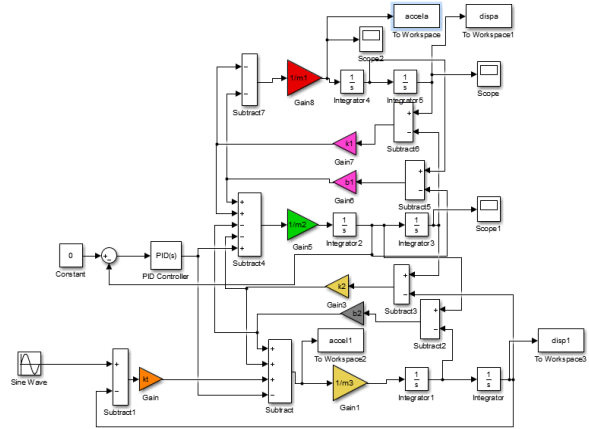 accela
To Workspace
dispa
To Workspace1
Scope2
Scope
1/m1
Gain8
1
s
Integrator4
1
s
Integrator5
Subtract7
k1
Gain7
Subtract6
b1
Gain6
Subtract5
Scope1
1/m2
Gain5
1
s
Integrator2
1
s
Integrator3
Subtract4
0
Constant
PID(s)
PID Controller
k2
Gain3
Subtract3
b2
Subtract2
accel1
To Workspace2
disp1
To Workspace3
Sine Wave
Subtract1
kt
Gain
Subtract
1/m3
Gain1
1
s
Integrator1
1
s
Integrator